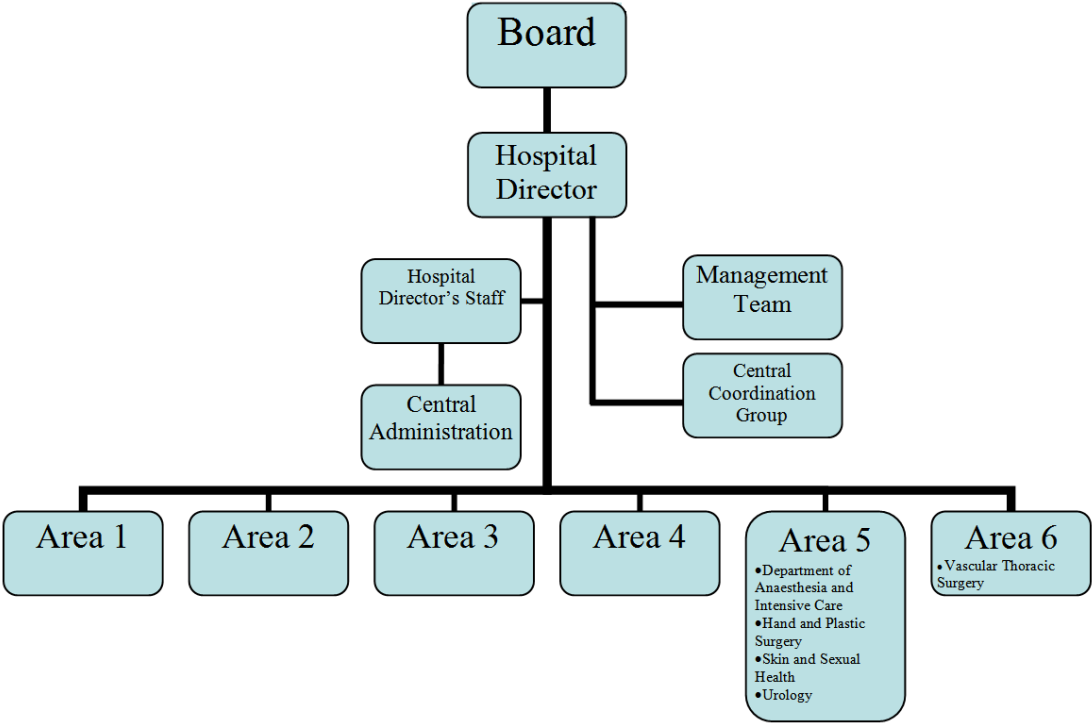 Board
Hospital
Director
Hospital
Director’s Staff
Management
Team
Central
Administration
Central
Coordination
Group
Area 1
Area 2
Area 3
Area 4
Area 5
•Department of
Anaesthesia and
Intensive Care
•Hand and Plastic
Surgery
•Skin and Sexual
Health
•Urology
Area 6
• Vascular Thoracic
Surgery